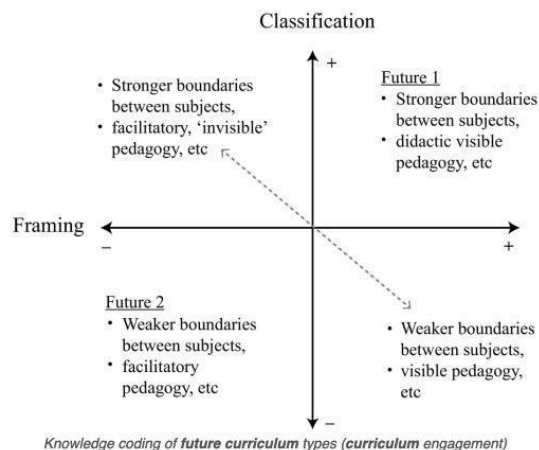 Classification
+
• Stronger boundaries
between subjects,
• facilitatory, ‘invisible’
pedagogy, etc
Future 1
• Stronger boundaries
between subjects,
• didactic visible
pedagogy, etc
Framing
–
+
Future 2
• Weaker boundaries
between subjects,
• facilitatory
pedagogy, etc
• Weaker boundaries
between subjects,
• visible pedagogy,
etc
–
Knowledge coding of future curriculum types (curriculum engagement)